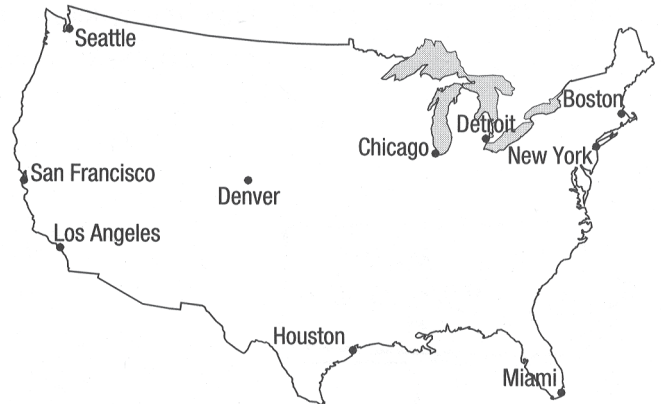 Seattle
Boston
Detroit
Chicago
New York
San Francisco
Denver
Los Angeles
Houston
Miami